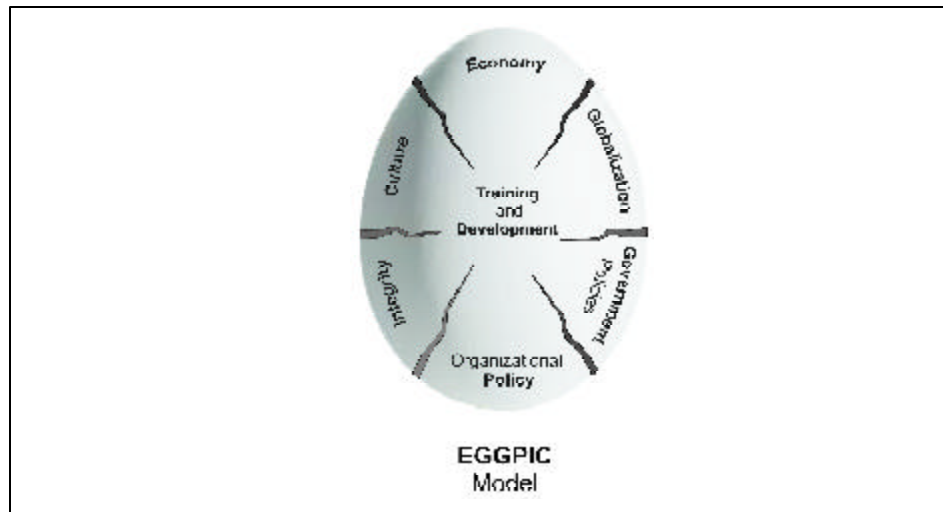 Economy
Globalization
Culture
Training
and
Development
Integrity
Government
Policies
Organizational
Policy
EGGPIC
Model